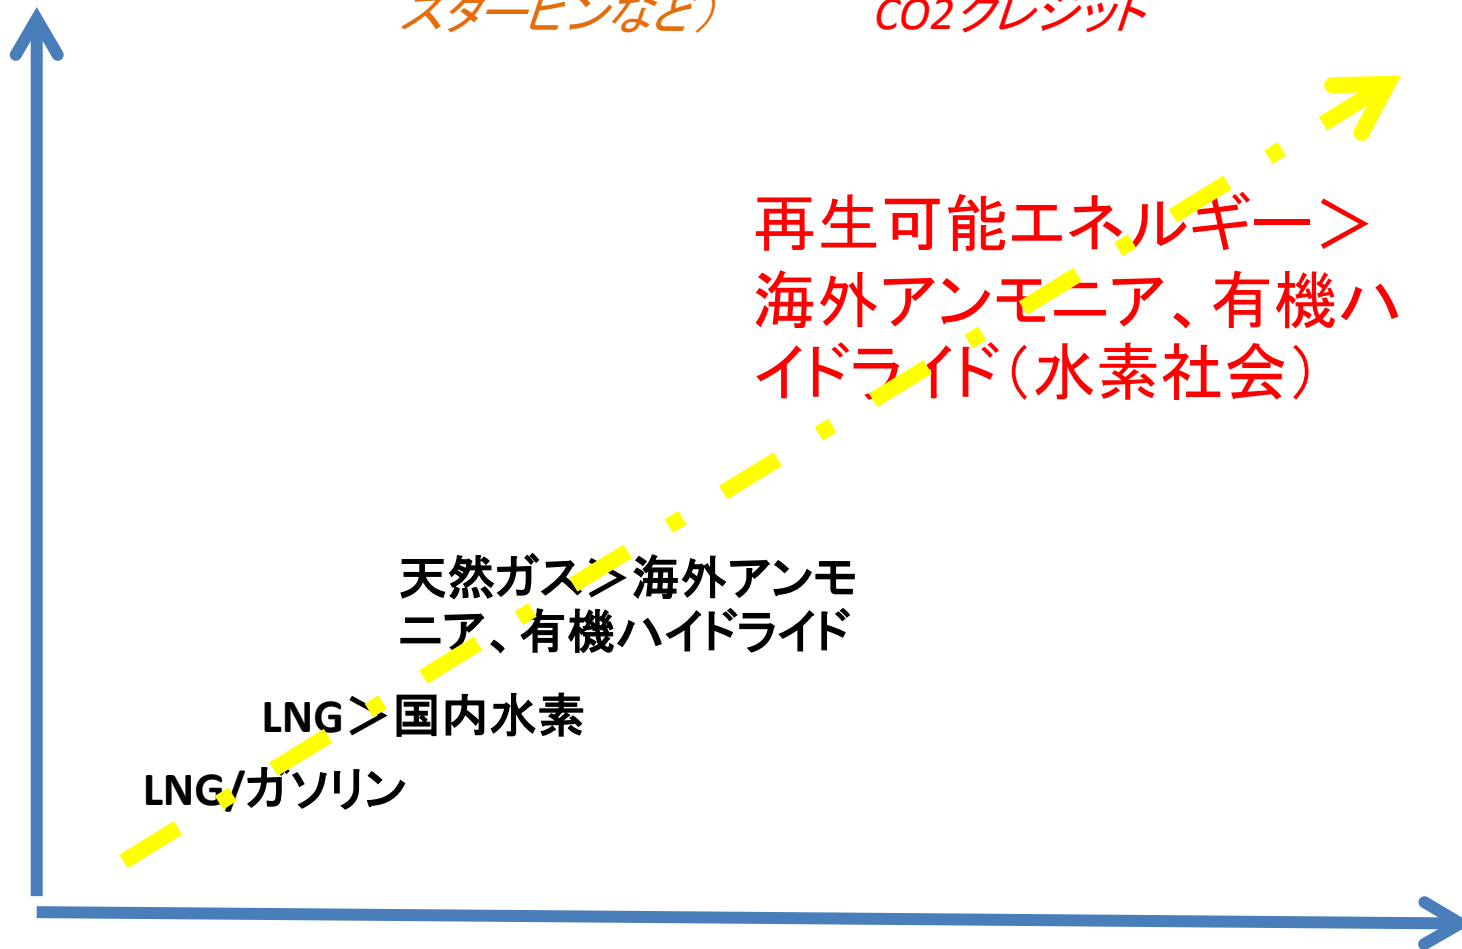 スタービンなど）
CO2クレジット
再生可能エネルギー＞
海外アンモニア、有機ハ
イドライド（水素社会）
天然ガス＞海外アンモ
ニア、有機ハイドライド
LNG＞国内水素
LNG/ガソリン